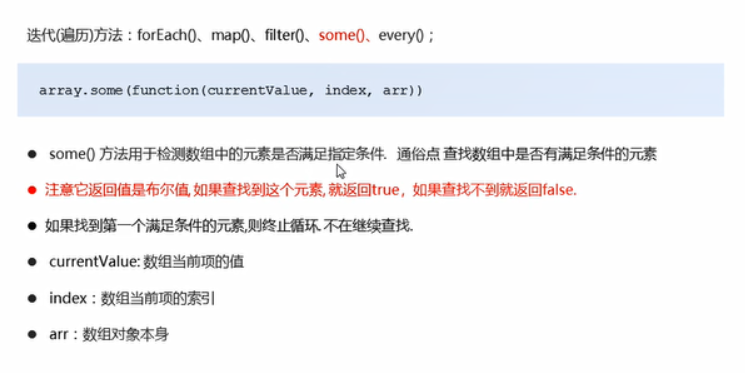 迭代(遍历)方法：forEach()、map()、filter()、some()、every()；
array.some(function(currentValue, index, arr))
● some() 方法用于检测数组中的元素是否满足指定条件. 通俗点 查找数组中是否有满足条件的元素
● 注意它返回值是布尔值, 如果查找到这个元素, 就返回true, 如果查找不到就返回false.
● 如果找到第一个满足条件的元素,则终止循环. 不在继续查找.
● currentValue: 数组当前项的值
● index：数组当前项的索引
● arr：数组对象本身